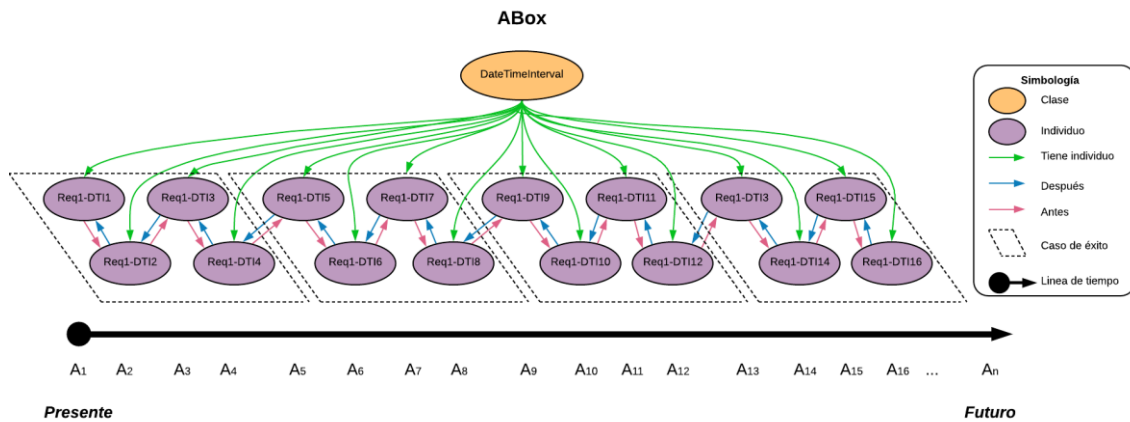 ABox
DateTimeInterval
Simbología
Clase
Individuo
Tiene individuo
Después
Antes
Caso de éxito
Linea de tiempo
Req1-DTI1
Req1-DTI3
Req1-DTI5
Req1-DTI7
Req1-DTI9
Req1-DTI11
Req1-DTI3
Req1-DTI15
Req1-DTI2
Req1-DTI4
Req1-DTI6
Req1-DTI8
Req1-DTI10
Req1-DTI12
Req1-DTI14
Req1-DTI16
A1 A2 A3 A4 A5 A6 A7 A8 A9 A10 A11 A12 A13 A14 A15 A16 ... An
Presente
Futuro